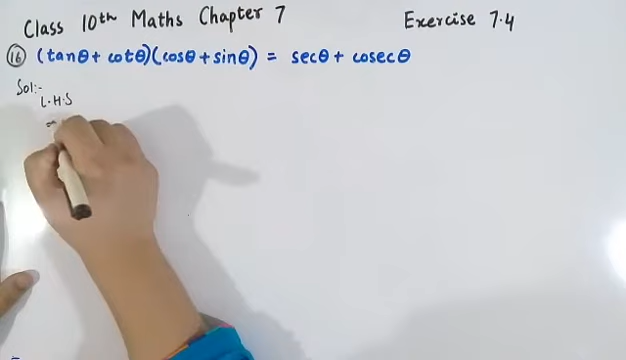 Class 10th Maths Chapter 7 Exercise 7.4
(16) (tanθ + cotθ)(cosθ + sinθ) = secθ + cosecθ
Sol:-
L.H.S
=